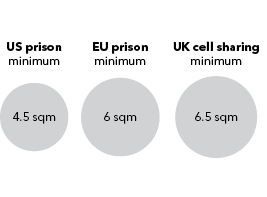 US prison minimum
EU prison minimum
UK cell sharing minimum
4.5 sqm
6 sqm
6.5 sqm